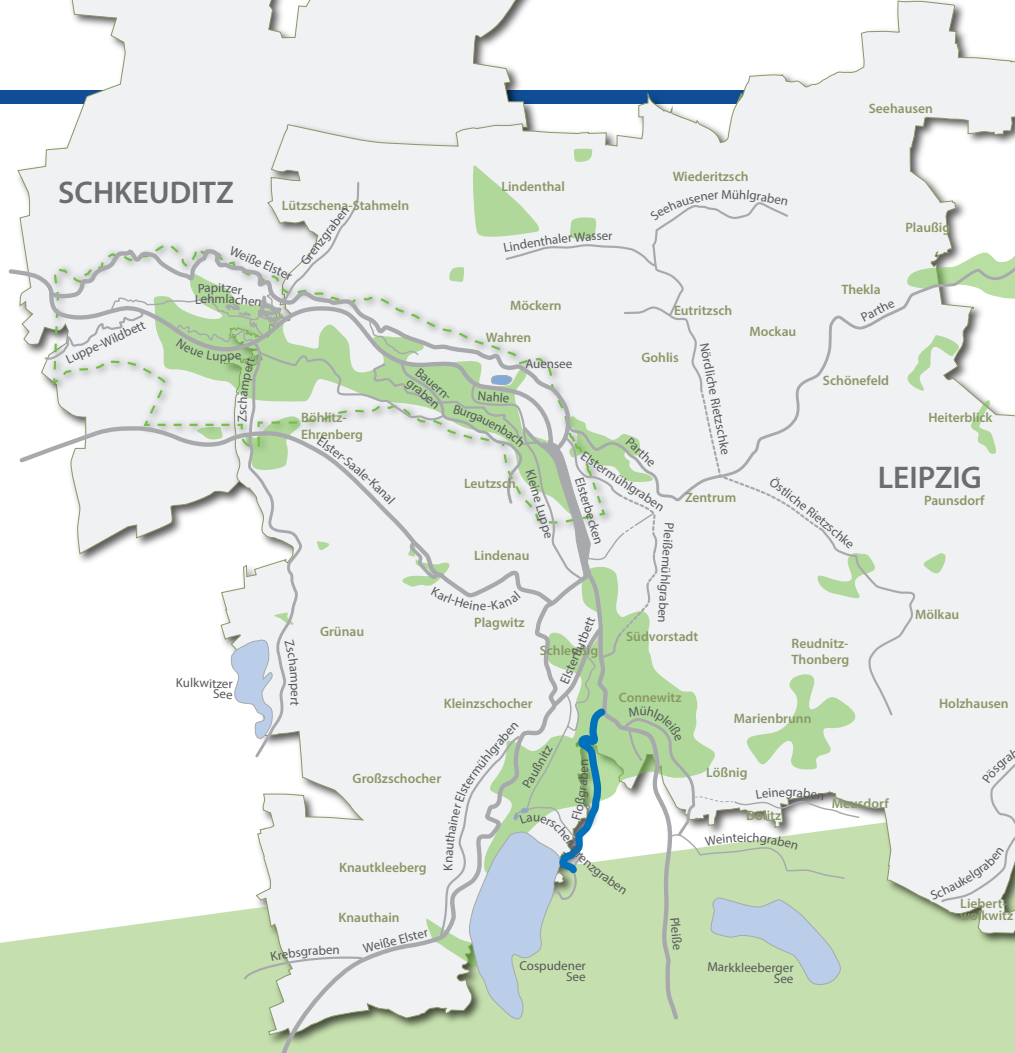 Seehausen
SCHKEUDITZ
Lindenthal
Wiederitzsch
Lützschena-Stahmeln
Seehausener Mühlgraben
Grenzgraben
Plaußig
Lindenthaler Wasser
Weiße Elster
Papitzer
Lehmlachen
Thekla
Möckern
Eutritzsch
Parthe
Mockau
Luppe-Wildbett
Wahren
Neue Luppe
Gohlis
Auensee
Nördliche Rietzschke
Schönefeld
Zschampert
Bauern-
graben
Nahle
Burgauenbach
Böhlitz-
Ehrenberg
Heiterblick
Elster-Saale-Kanal
Parthe
Elstermühlgraben
LEIPZIG
Leutzsch
Kleine Luppe
Elsterbecken
Zentrum
Östliche Rietzschke
Paunsdorf
Pleißemühlgraben
Lindenau
Karl-Heine-Kanal
Plagwitz
Mölkau
Grünau
Südvorstadt
Schleußig
Elsterflutbett
Reudnitz-
Thonberg
Zschampert
Kulkwitzer
See
Kleinzschocher
Connewitz
Mühlpleiße
Marienbrunn
Holzhausen
Knauthainer Elstermühlgraben
Paußnitz
Floßgraben
Großzschocher
Lößnig
Leinegraben
Meusdorf
Dölitz
Pösgrab
Lauerscher Grenzgraben
Weinteichgraben
Knautkleeberg
Schaukelgraben
Liebert-
wolkwitz
Knauthain
Weiße Elster
Krebsgraben
Pleiße
Cospudener
See
Markkleeberger
See